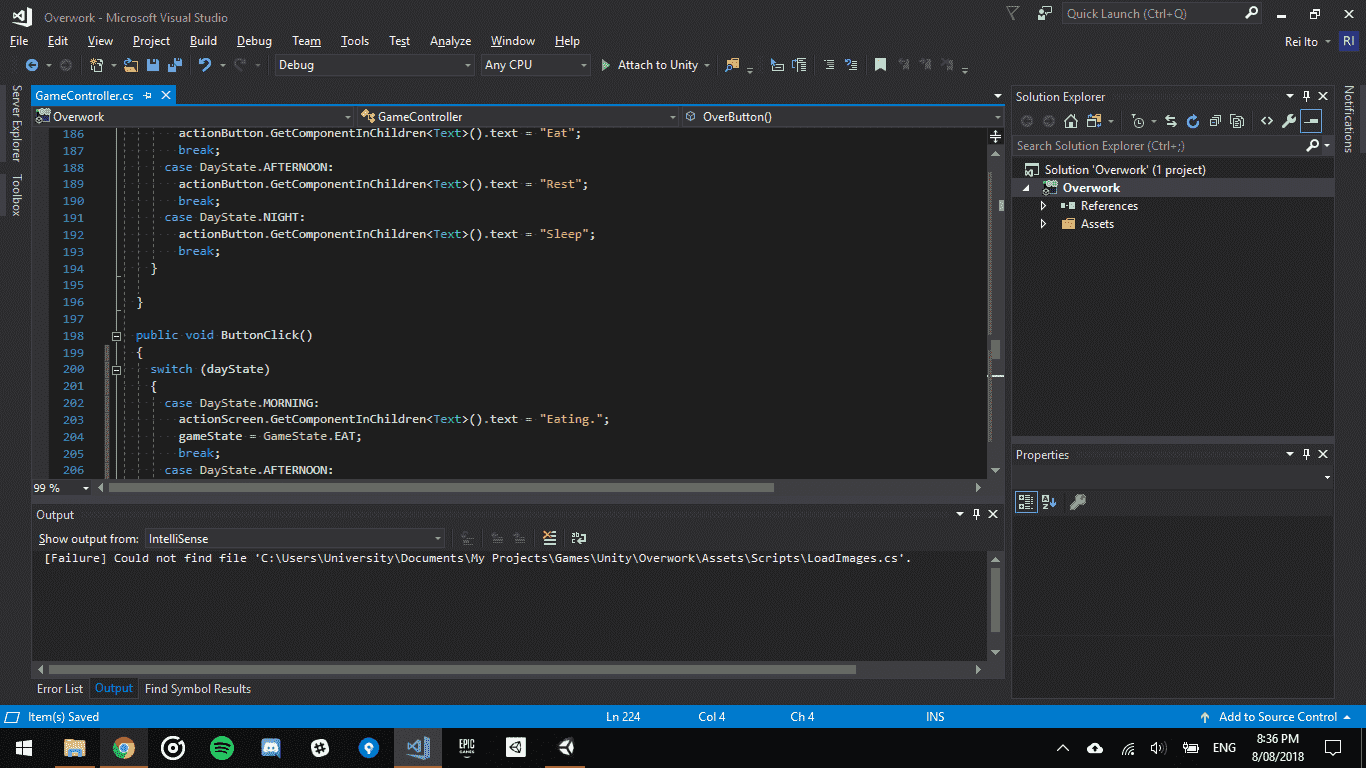 Overwork - Microsoft Visual Studio
Quick Launch (Ctrl+Q)
File Edit View Project Build Debug Team Tools Test Analyze Window Help
Rei Ito RI
Debug Any CPU Attach to Unity
Server Explorer
Toolbox
GameController.cs
Overwork GameController OverButton()
186 actionButton.GetComponentInChildren<Text>().text = "Eat";
187 break;
188 case DayState.AFTERNOON:
189 actionButton.GetComponentInChildren<Text>().text = "Rest";
190 break;
191 case DayState.NIGHT:
192 actionButton.GetComponentInChildren<Text>().text = "Sleep";
193 break;
194 }
195
196 }
197
198 public void ButtonClick()
199 {
200 switch (dayState)
201 {
202 case DayState.MORNING:
203 actionScreen.GetComponentInChildren<Text>().text = "Eating.";
204 gameState = GameState.EAT;
205 break;
206 case DayState.AFTERNOON:
99 %
Output
Show output from: IntelliSense
[Failure] Could not find file 'C:\Users\University\Documents\My Projects\Games\Unity\Overwork\Assets\Scripts\LoadImages.cs'.
Error List Output Find Symbol Results
Solution Explorer
Search Solution Explorer (Ctrl+;)
Solution 'Overwork' (1 project)
Overwork
References
Assets
Properties
Notifications
Item(s) Saved Ln 224 Col 4 Ch 4 INS Add to Source Control
EPIC
GAMES
ENG
8:36 PM
8/08/2018